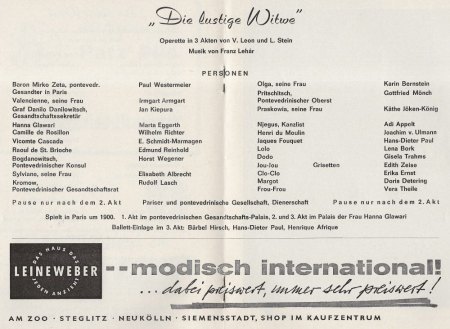 „Die lustige Witwe"
Operette in 3 Akten von V. Leon und L. Stein
Musik von Franz Lehár
PERSONEN
Baron Mirko Zeta, pontevedr. Gesandter in Paris Paul Westermeier
Valencienne, seine Frau Irmgart Armgart
Graf Danilo Danilowitsch, Gesandtschaftssekretär Jan Kiepura
Hanna Glawari Marta Eggerth
Camille de Rosillon Wilhelm Richter
Vicomte Cascada E. Schmidt-Marmagen
Raoul de St. Brioche Edmund Reinhold
Bogdanowitsch, Pontevedrinischer Konsul Horst Wegener
Sylviane, seine Frau Elisabeth Albrecht
Kromow, Pontevedrinischer Gesandtschaftsrat Rudolf Lasch
Olga, seine Frau Karin Bernstein
Pritschitsch, Pontevedrinischer Oberst Gottfried Mönch
Praskowia, seine Frau Käthe Jöken-König
Njegus, Kanzlist Adi Appelt
Henri du Moulin Joachim v. Ulmann
Jaques Fouquet Hans-Dieter Paul
Lolo Lena Bork
Dodo Gisela Trahms
Jou-Jou Grisetten Edith Zeise
Clo-Clo Erika Ernst
Margot Doris Detering
Frou-Frou Vera Theile
Pause nur nach dem 2. Akt Pariser und pontevedrinische Gesellschaft, Dienerschaft Pause nur nach dem 2. Akt
Spielt in Paris um 1900. 1. Akt im pontevedrinischen Gesandtschafts-Palais, 2. und 3. Akt im Palais der Frau Hanna Glawari
Ballett-Einlage im 3. Akt: Bärbel Hirsch, Hans-Dieter Paul, Henrique Afrique
DAS HAUS DAS JEDEN ANZIEHT
LEINEWEBER
--modisch international!
...dabei preiswert, immer sehr preiswert!
AM ZOO · STEGLITZ · NEUKÖLLN · SIEMENSSTADT, SHOP IM KAUFZENTRUM